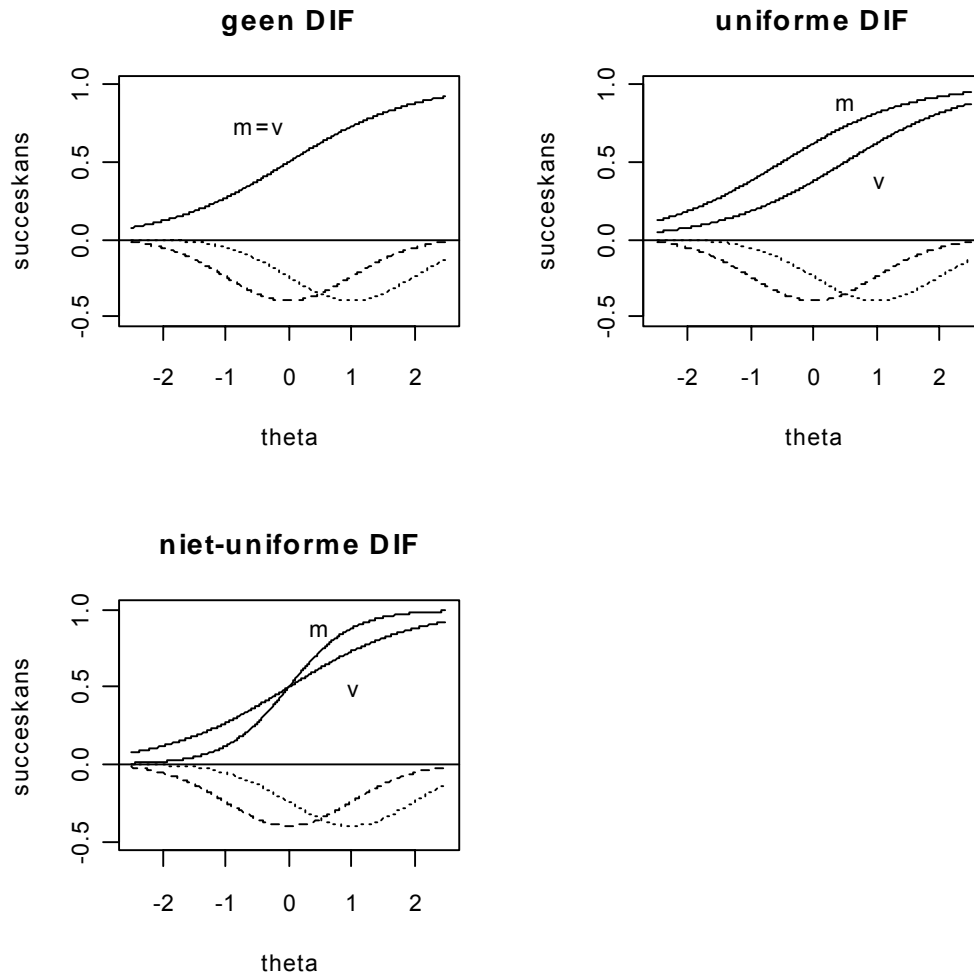 geen DIF
succeskans
1.0
0.5
0.0
-0.5
m=v
-2 -1 0 1 2
theta
uniforme DIF
succeskans
1.0
0.5
0.0
-0.5
m
v
-2 -1 0 1 2
theta
niet-uniforme DIF
succeskans
1.0
0.5
0.0
-0.5
m
v
-2 -1 0 1 2
theta